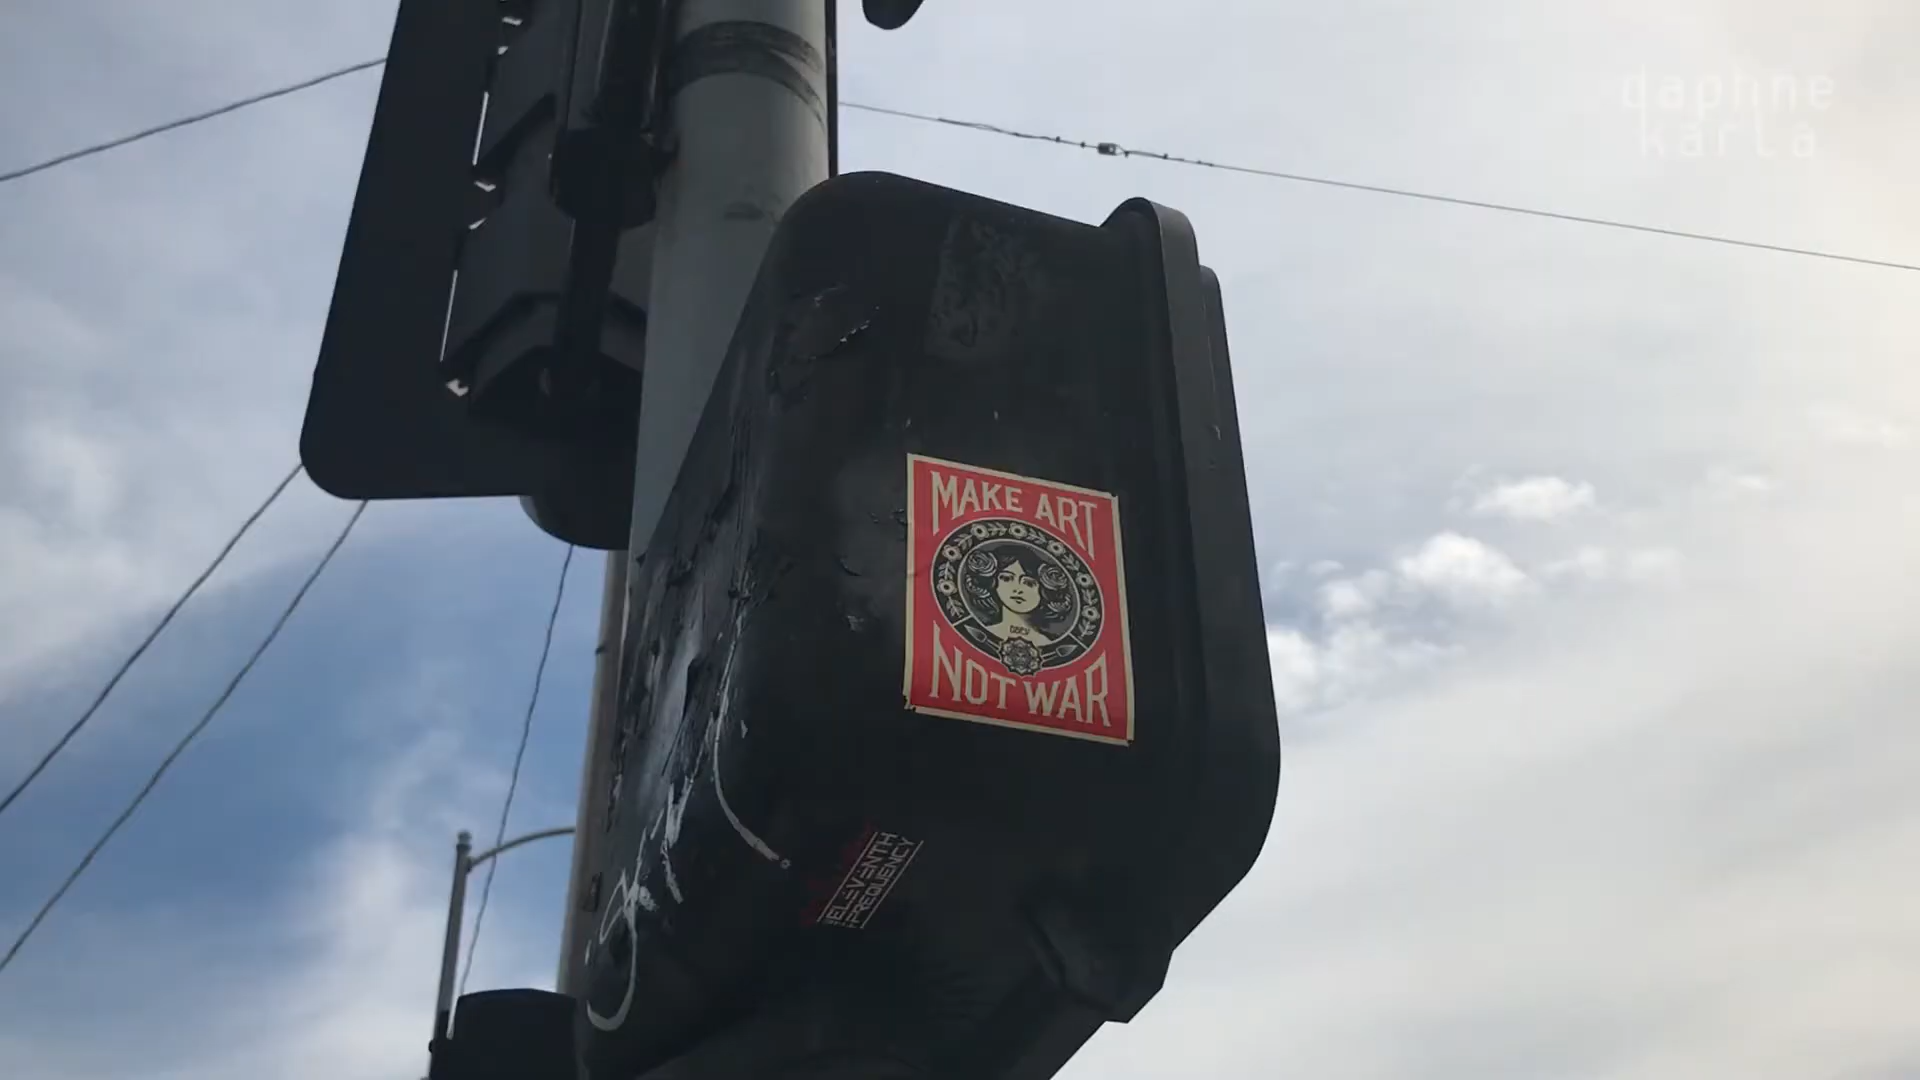 daphne
karla
MAKE ART
OBEY
NOT WAR
ELEVENTH
FREQUENCY